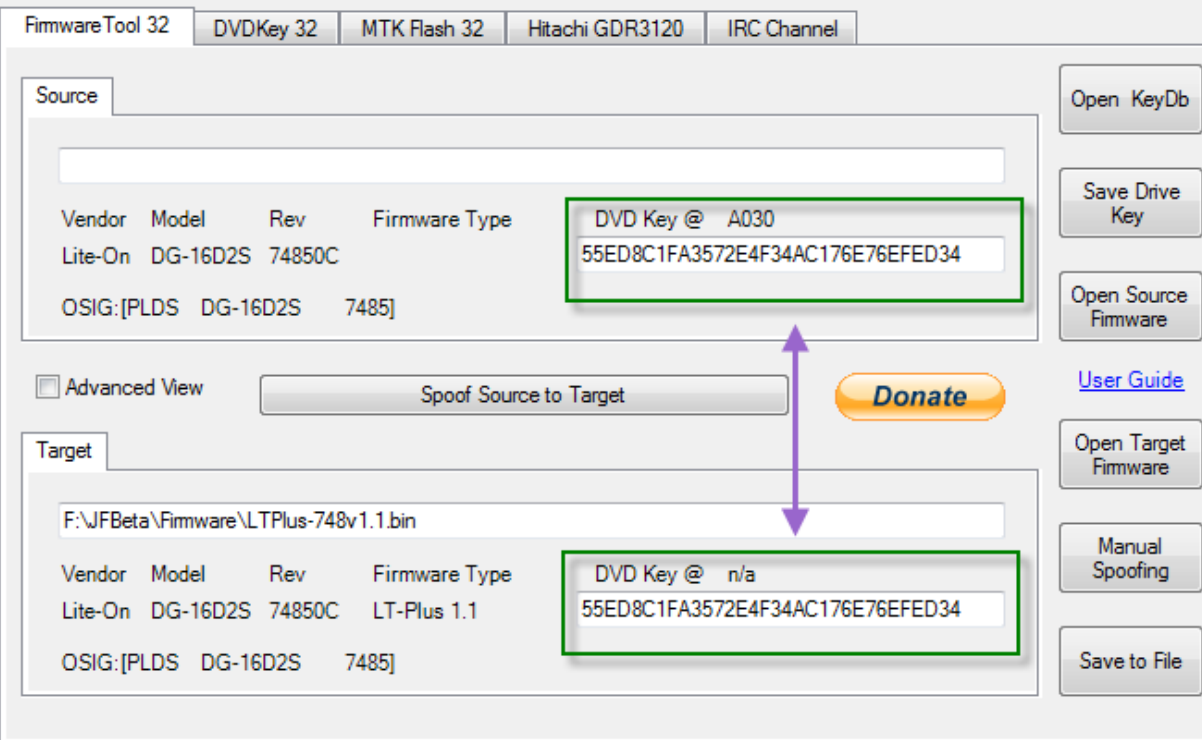 FirmwareTool 32 DVDKey 32 MTK Flash 32 Hitachi GDR3120 IRC Channel
Source
Open KeyDb
Save Drive
Key
Vendor Model Rev Firmware Type DVD Key @ A030
Lite-On DG-16D2S 74850C 55ED8C1FA3572E4F34AC176E76EFED34
OSIG:[PLDS DG-16D2S 7485]
Open Source
Firmware
Advanced View Spoof Source to Target Donate User Guide
Target
Open Target
Firmware
F:\JFBeta\Firmware\LTPlus-748v1.1.bin
Vendor Model Rev Firmware Type DVD Key @ n/a
Lite-On DG-16D2S 74850C LT-Plus 1.1 55ED8C1FA3572E4F34AC176E76EFED34
OSIG:[PLDS DG-16D2S 7485]
Manual
Spoofing
Save to File